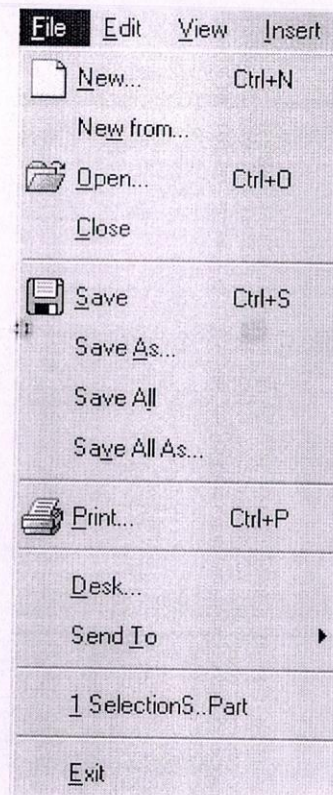 File Edit View Insert
New... Ctrl+N
New from...
Open... Ctrl+O
Close
Save Ctrl+S
Save As...
Save All
Save All As...
Print... Ctrl+P
Desk...
Send To
1 SelectionS..Part
Exit